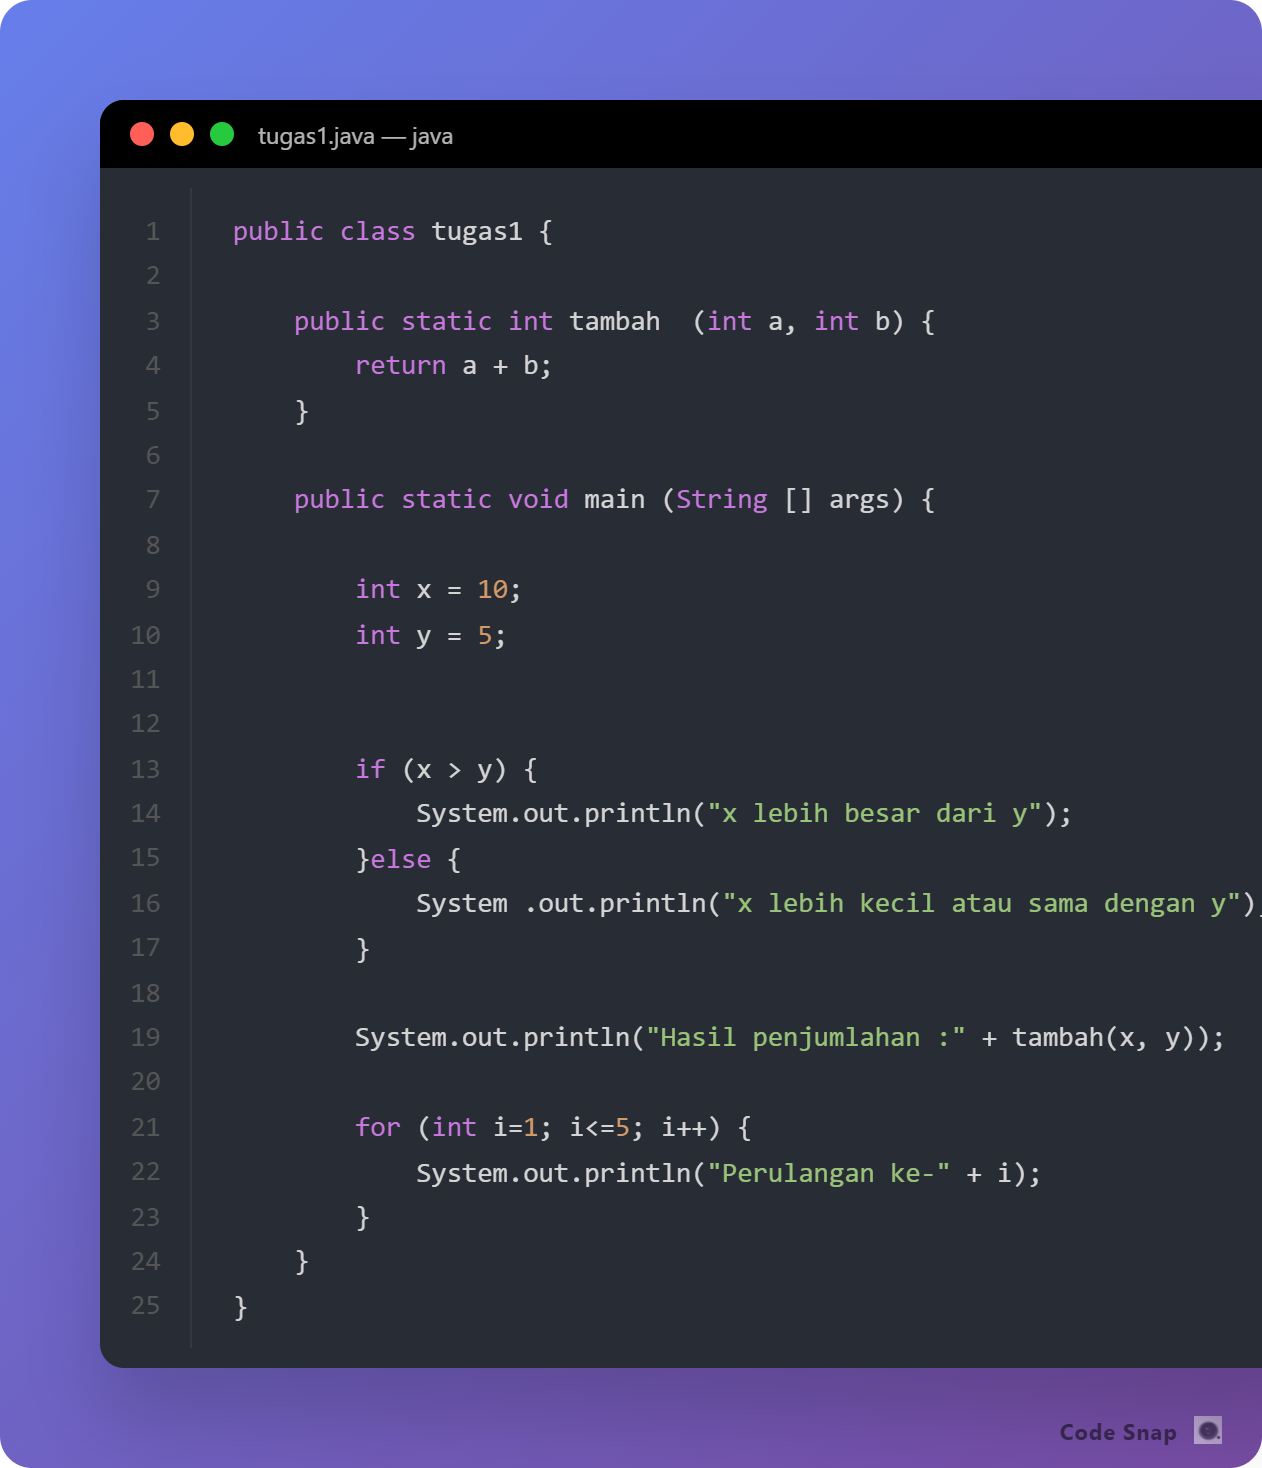 tugas1.java — java
1 public class tugas1 {
2
3     public static int tambah  (int a, int b) {
4         return a + b;
5     }
6
7     public static void main (String [] args) {
8
9         int x = 10;
10         int y = 5;
11
12
13         if (x > y) {
14             System.out.println("x lebih besar dari y");
15         }else {
16             System .out.println("x lebih kecil atau sama dengan y");
17         }
18
19         System.out.println("Hasil penjumlahan :" + tambah(x, y));
20
21         for (int i=1; i<=5; i++) {
22             System.out.println("Perulangan ke-" + i);
23         }
24     }
25 }
Code Snap